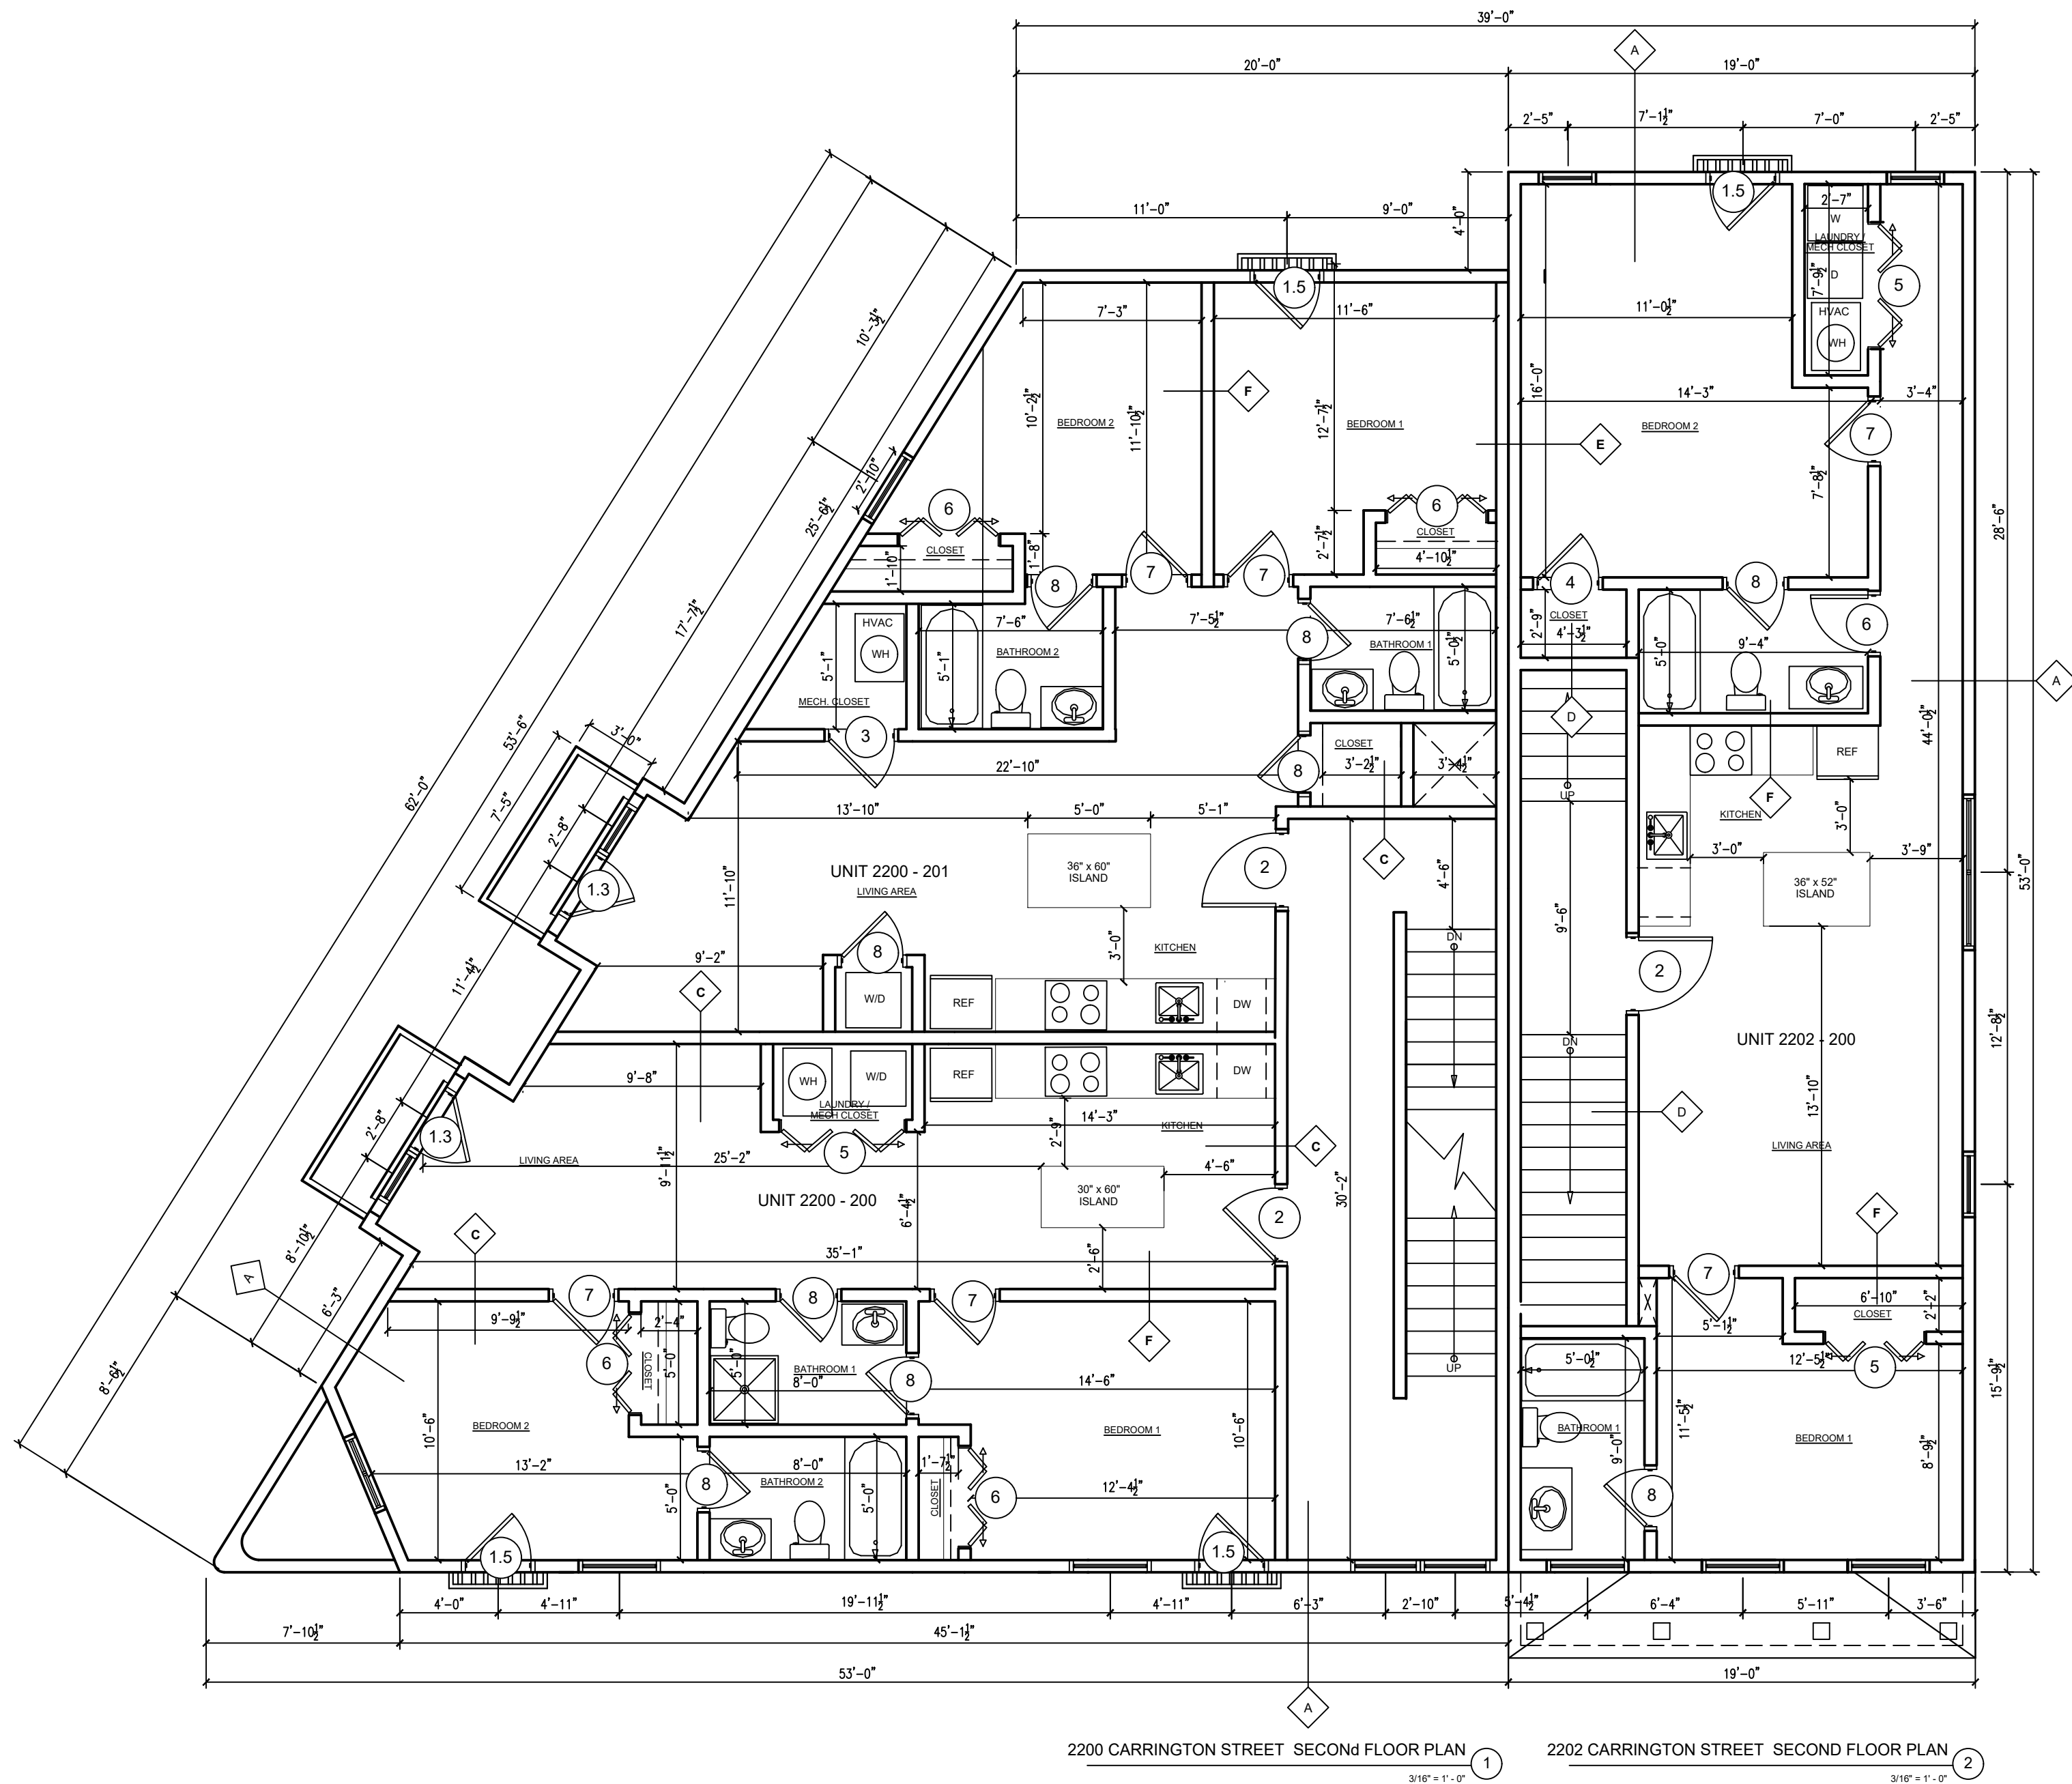 39'-0"
A
20'-0"
19'-0"
2'-5"
7'-1½"
7'-0"
2'-5"
1.5
2'-7"
W
LAUNDRY /
MECH CLOSET
D
7'-9½"
5
HVAC
WH
11'-0"
9'-0"
4'-0"
1.5
7'-3"
11'-6"
11'-0½"
10'-3½"
F
16'-0"
14'-3"
3'-4"
10'-2½"
11'-10½"
12'-7½"
BEDROOM 2
BEDROOM 1
BEDROOM 2
E
7
2'-10"
25'-6½"
7'-8½"
28'-6"
6
6
CLOSET
CLOSET
1'-10"
1'-8"
2'-7½"
4'-10½"
8
7
7
4
8
17'-7½"
CLOSET
2'-9"
4'-3½"
6
HVAC
WH
7'-6"
7'-5½"
8
7'-6½"
BATHROOM 2
BATHROOM 1
5'-1"
5'-1"
5'-0½"
5'-0"
9'-4"
A
MECH. CLOSET
3
D
44'-0½"
53'-6"
3'-0"
CLOSET
8
22'-10"
3'-2½"
3'-4½"
REF
62'-0"
7'-5"
UP
F
KITCHEN
3'-0"
13'-10"
5'-0"
5'-1"
2'-8"
UNIT 2200 - 201
LIVING AREA
36" x 60"
ISLAND
2
C
4'-6"
3'-0"
3'-9"
36" x 52"
ISLAND
53'-0"
1.3
11'-10"
9'-6"
8
9'-2"
3'-0"
KITCHEN
DN
2
11'-4½"
C
W/D
REF
DW
UNIT 2202 - 200
12'-8½"
DN
9'-8"
WH
W/D
REF
DW
LAUNDRY /
MECH CLOSET
14'-3"
KITCHEN
2'-9"
13'-10"
D
2'-8"
1.3
LIVING AREA
5
C
LIVING AREA
25'-2"
4'-6"
9'-11½"
UNIT 2200 - 200
30" x 60"
ISLAND
30'-2"
6'-4½"
2
F
C
8'-10½"
35'-1"
2'-6"
A
6'-3"
7
8
7
7
6'-10"
CLOSET
2'-2"
9'-9½"
2'-4"
5'-1½"
F
6
CLOSET
5'-0"
5'-0"
BATHROOM 1
8'-0"
8
14'-6"
UP
5'-0½"
12'-5½"
5
8'-6½"
15'-9½"
10'-6"
BEDROOM 2
BEDROOM 1
10'-6"
BATHROOM 1
11'-5½"
BEDROOM 1
8'-9½"
9'-0"
13'-2"
8'-0"
1'-7½"
8
BATHROOM 2
CLOSET
6
12'-4½"
8
5'-0"
5'-0"
1.5
1.5
4'-0"
4'-11"
19'-11½"
4'-11"
6'-3"
2'-10"
5'-4½"
6'-4"
5'-11"
3'-6"
7'-10½"
45'-1½"
53'-0"
19'-0"
A
2200 CARRINGTON STREET SECONd FLOOR PLAN
1
3/16" = 1' - 0"
2202 CARRINGTON STREET SECOND FLOOR PLAN
2
3/16" = 1' - 0"